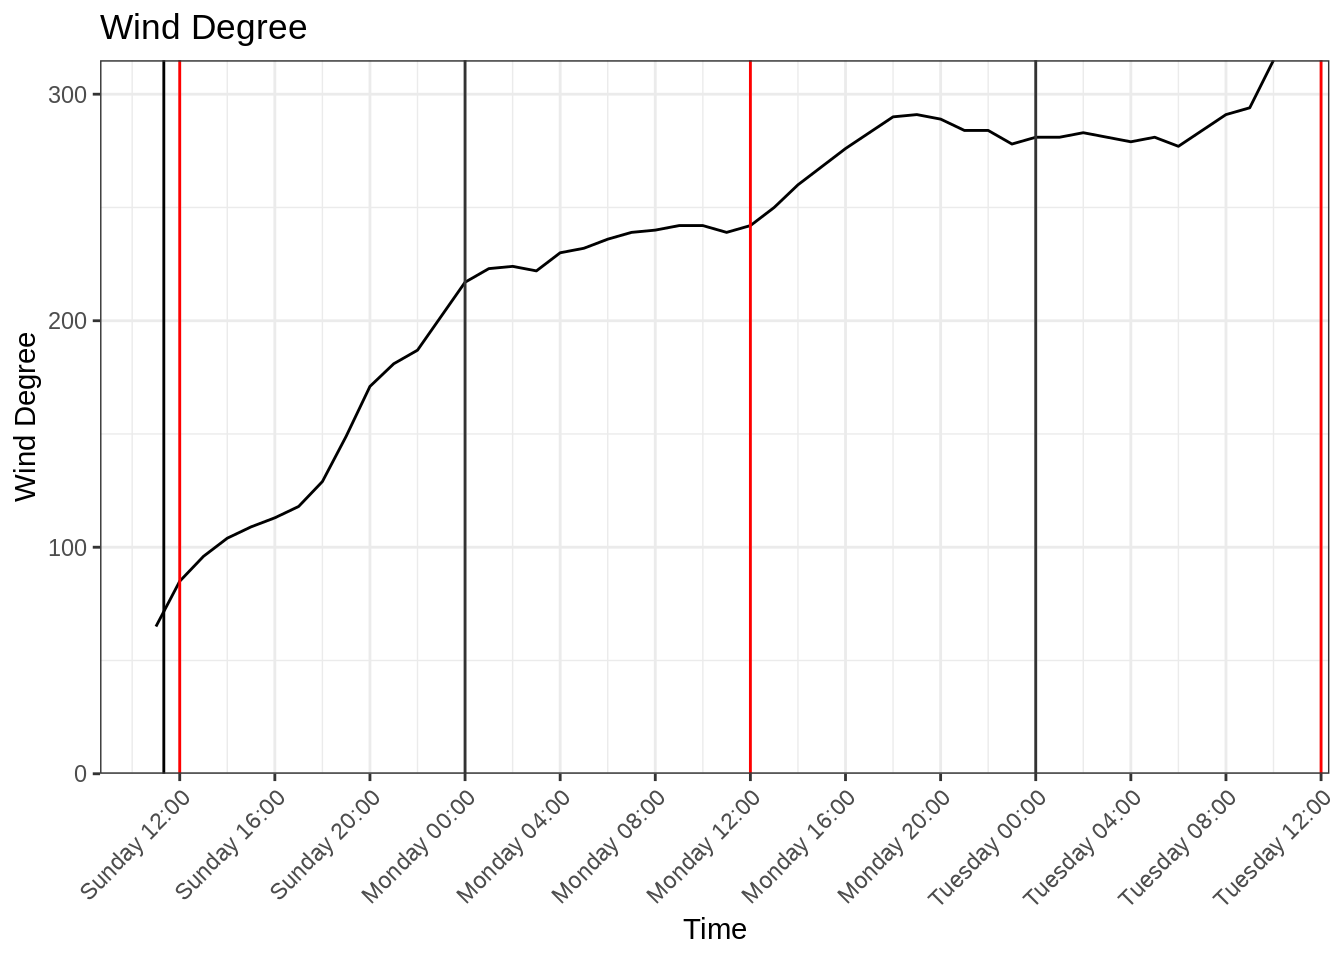 Wind Degree
Wind Degree
300
200
100
0
Sunday 12:00
Sunday 16:00
Sunday 20:00
Monday 00:00
Monday 04:00
Monday 08:00
Monday 12:00
Monday 16:00
Monday 20:00
Tuesday 00:00
Tuesday 04:00
Tuesday 08:00
Tuesday 12:00
Time